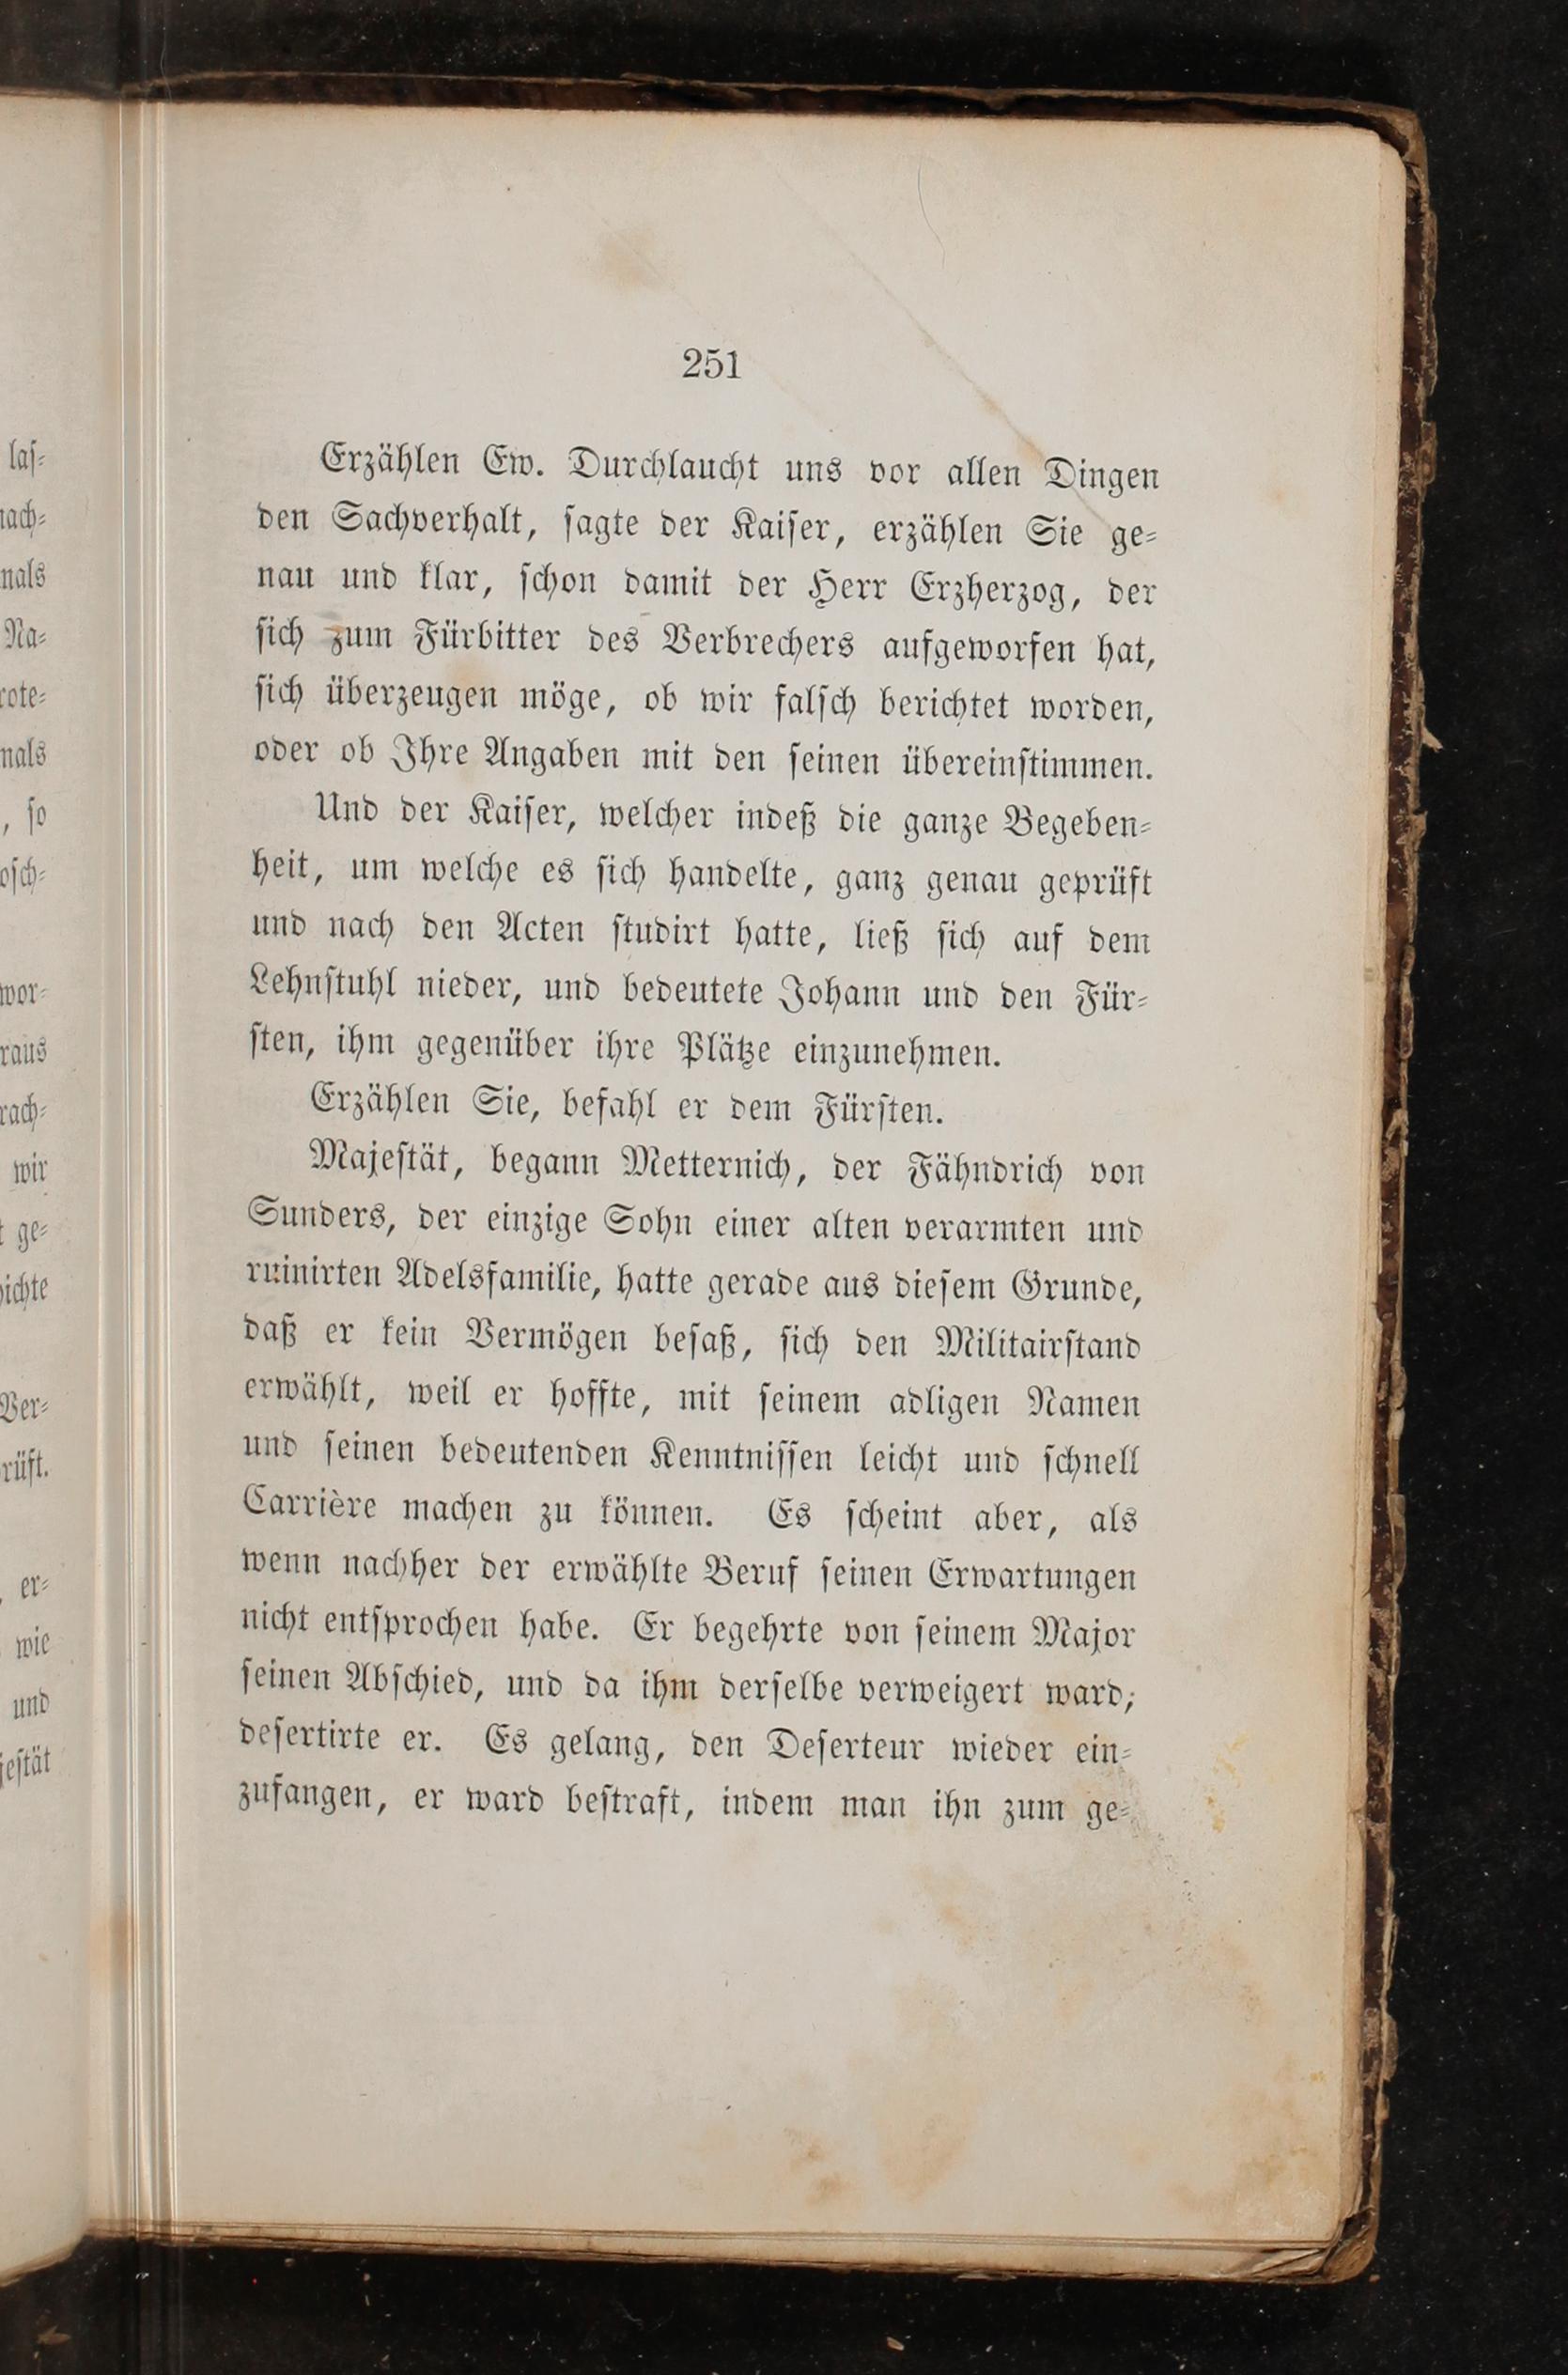 251
Erzählen Ew. Durchlaucht uns vor allen Dingen
den Sachverhalt, sagte der Kaiser, erzählen Sie ge-
nau und klar, schon damit der Herr Erzherzog, der
sich zum Fürbitter des Verbrechers aufgeworfen hat,
sich überzeugen möge, ob wir falsch berichtet worden,
oder ob Ihre Angaben mit den seinen übereinstimmen.
Und der Kaiser, welcher indeß die ganze Begeben-
heit, um welche es sich handelte, ganz genau geprüft
und nach den Acten studirt hatte, ließ sich auf dem
Lehnstuhl nieder, und bedeutete Johann und den Für-
sten, ihm gegenüber ihre Plätze einzunehmen.
Erzählen Sie, befahl er dem Fürsten.
Majestät, begann Metternich, der Fähndrich von
Sunders, der einzige Sohn einer alten verarmten und
ruinirten Adelsfamilie, hatte gerade aus diesem Grunde,
daß er kein Vermögen besaß, sich den Militairstand
erwählt, weil er hoffte, mit seinem adligen Namen
und seinen bedeutenden Kenntnissen leicht und schnell
Carrière machen zu können. Es scheint aber, als
wenn nachher der erwählte Beruf seinen Erwartungen
nicht entsprochen habe. Er begehrte von seinem Major
seinen Abschied, und da ihm derselbe verweigert ward;
desertirte er. Es gelang, den Deserteur wieder ein-
zufangen, er ward bestraft, indem man ihn zum ge-